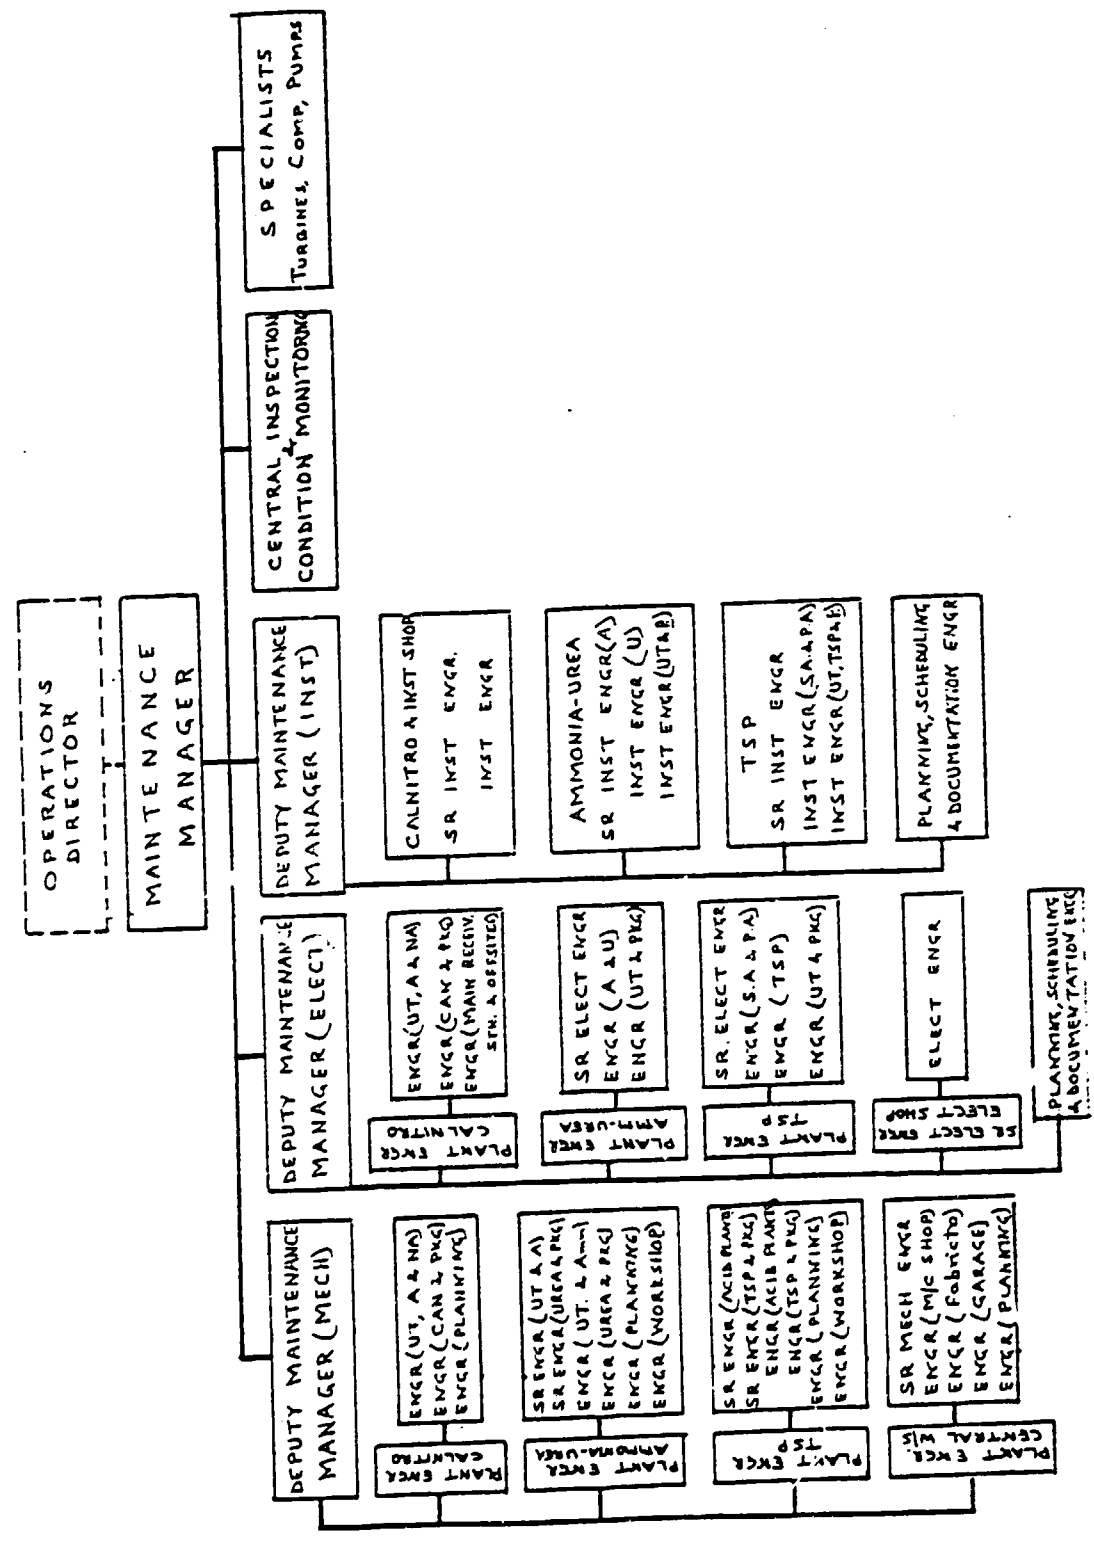 OPERATIONS
DIRECTOR
MAINTENANCE
MANAGER
DEPUTY MAINTENANCE
MANAGER (MECH)
PLANT ENGR
CALNITRO
ENGR (UT, A & NA)
ENGR (CAN & PKG)
ENGR (PLANNING)
PLANT ENGR
AMMONIA-UREA
SR ENGR (UT & A)
SR ENGR (UREA & PKG)
ENGR (UT. & Amm)
ENGR (UREA & PKG)
ENGR (PLANNING)
ENGR (WORKSHOP)
PLANT ENGR
TSP
SR ENGR (ACID PLANTS
SR ENGR (TSP & PKG)
ENGR (ACID PLANTS
ENGR (TSP & PKG)
ENGR (PLANNING)
ENGR (WORKSHOP)
PLANT ENGR.
CENTRAL W/S
SR MECH ENGR
ENGR (M/C SHOP)
ENGR (Fabricto)
ENGR (GARAGE)
ENGR (PLANKING)
DEPUTY MAINTENANCE
MANAGER (ELECT)
PLANT ENGR
CALNITRO
ENGR (UT, A & NA)
ENGR (CAN & PKG)
ENGR (MAIN RECEIV.
STN. & OFFSITES)
PLANT ENGR
AMM-UREA
SR ELECT ENGR
ENGR (A & U)
ENGR (UT & PKG)
PLANT ENGR
TSP
SR. ELECT ENGR
ENGR (S.A & P.A)
ENGR (TSP)
ENGR (UT & PKG)
SR ELECT ENGR
ELECT SHOP
ELECT ENGR
PLANNING, SCHEDULING
& DOCUMENTATION ENGG
DEPUTY MAINTENANCE
MANAGER (INST)
CALNITRO & INST SHOP
SR INST ENGR.
INST ENGR
AMMONIA-UREA
SR INST ENGR (A)
INST ENGR (U)
INST ENGR (UT & P)
TSP
SR INST ENGR
INST ENGR (S.A. & P.A)
INST ENGR (UT, TSP & P)
PLANNING, SCHEDULING
& DOCUMENTATION ENGR
CENTRAL INSPECTION
&
CONDITION MONITORING
SPECIALISTS
TURBINES, COMP, PUMPS